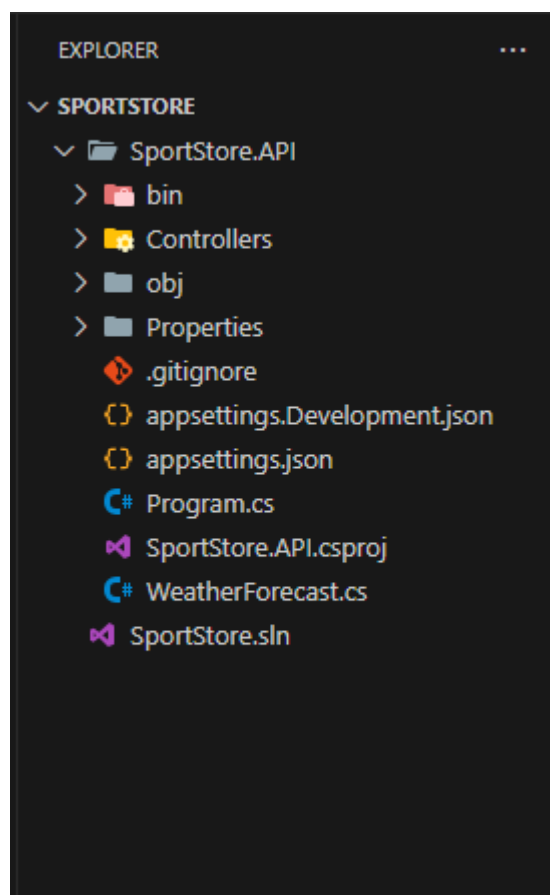 EXPLORER ...
SPORTSTORE
SportStore.API
bin
Controllers
obj
Properties
.gitignore
{} appsettings.Development.json
{} appsettings.json
C# Program.cs
SportStore.API.csproj
C# WeatherForecast.cs
SportStore.sln